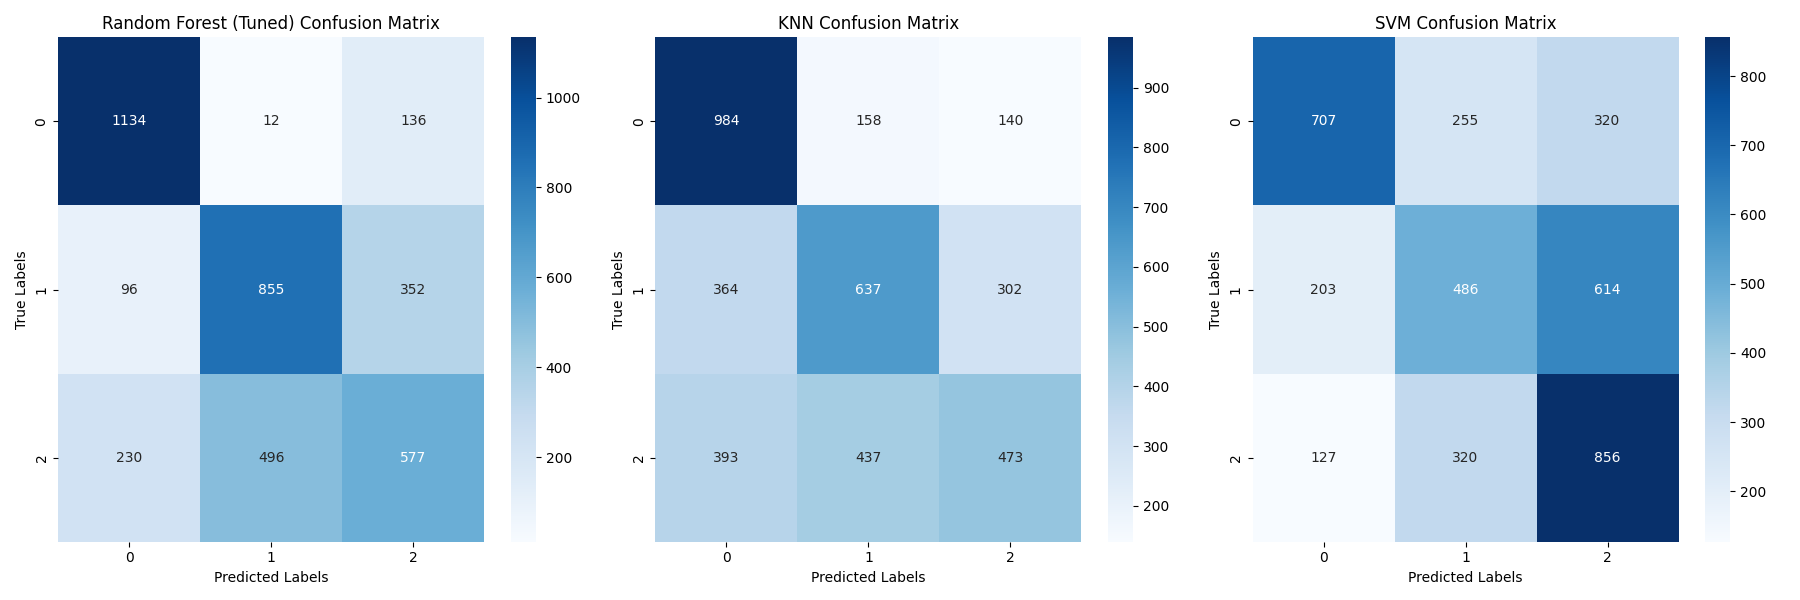 Random Forest (Tuned) Confusion Matrix
1134 12 136
96 855 352
230 496 577
0
1
2
True Labels
0 1 2
Predicted Labels
1000
800
600
400
200
KNN Confusion Matrix
984 158 140
364 637 302
393 437 473
0
1
2
True Labels
0 1 2
Predicted Labels
900
800
700
600
500
400
300
200
SVM Confusion Matrix
707 255 320
203 486 614
127 320 856
0
1
2
True Labels
0 1 2
Predicted Labels
800
700
600
500
400
300
200